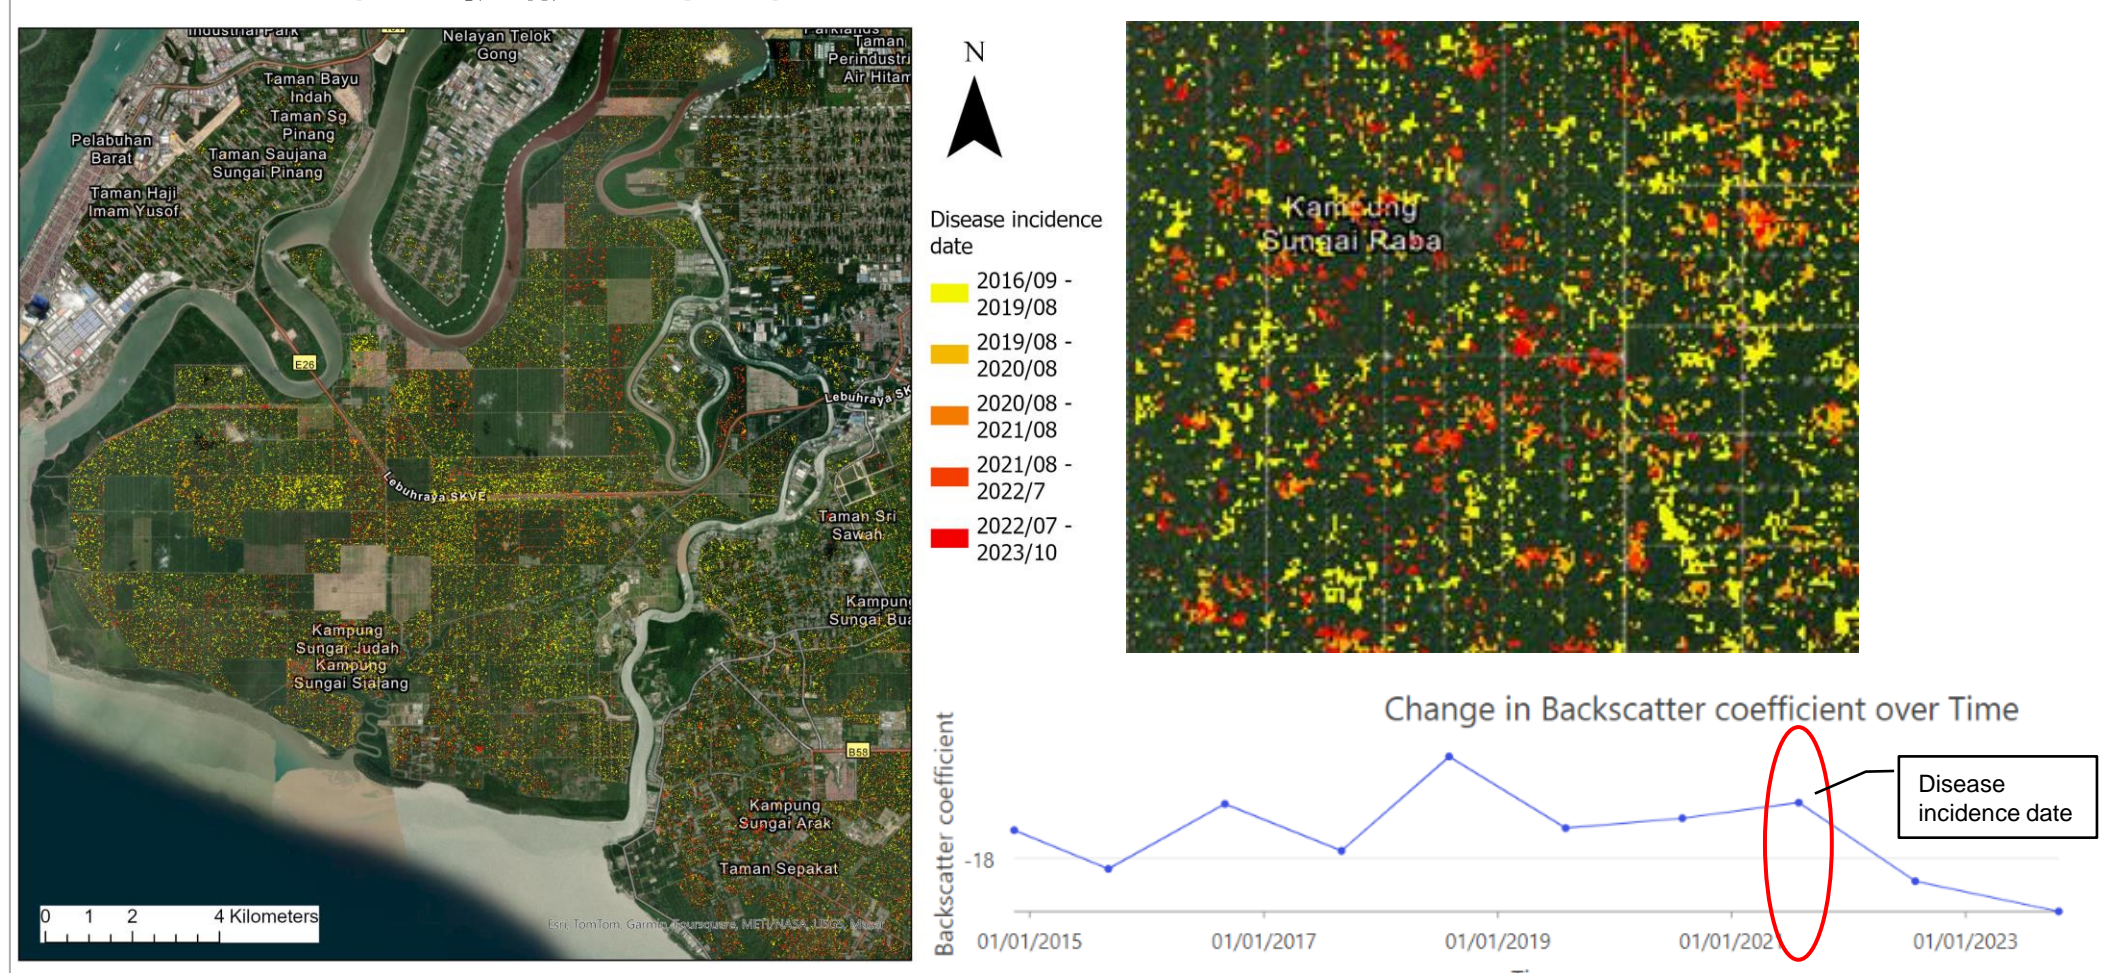 Industrial Park
Nelayan Telok
Gong
Parklands
Taman
Perindustri
Air Hitam
Taman Bayu
Indah
Taman Sg
Pinang
Pelabuhan
Barat
Taman Saujana
Sungai Pinang
Taman Haji
Imam Yusof
E26
Lebuhraya SK
Lebuhraya SKVE
Taman Sri
Sawah
Kampung
Sungai Bua
Kampung
Sungai Judah
Kampung
Sungai Sialang
B58
Kampung
Sungai Arak
Taman Sepakat
0 1 2 4 Kilometers
Esri, TomTom, Garmin, Foursquare, METI/NASA, USGS
N
Disease incidence
date
2016/09 -
2019/08
2019/08 -
2020/08
2020/08 -
2021/08
2021/08 -
2022/7
2022/07 -
2023/10
Kampung
Sungai Raba
Change in Backscatter coefficient over Time
Backscatter coefficient
-18
Disease
incidence date
01/01/2015 01/01/2017 01/01/2019 01/01/2021 01/01/2023